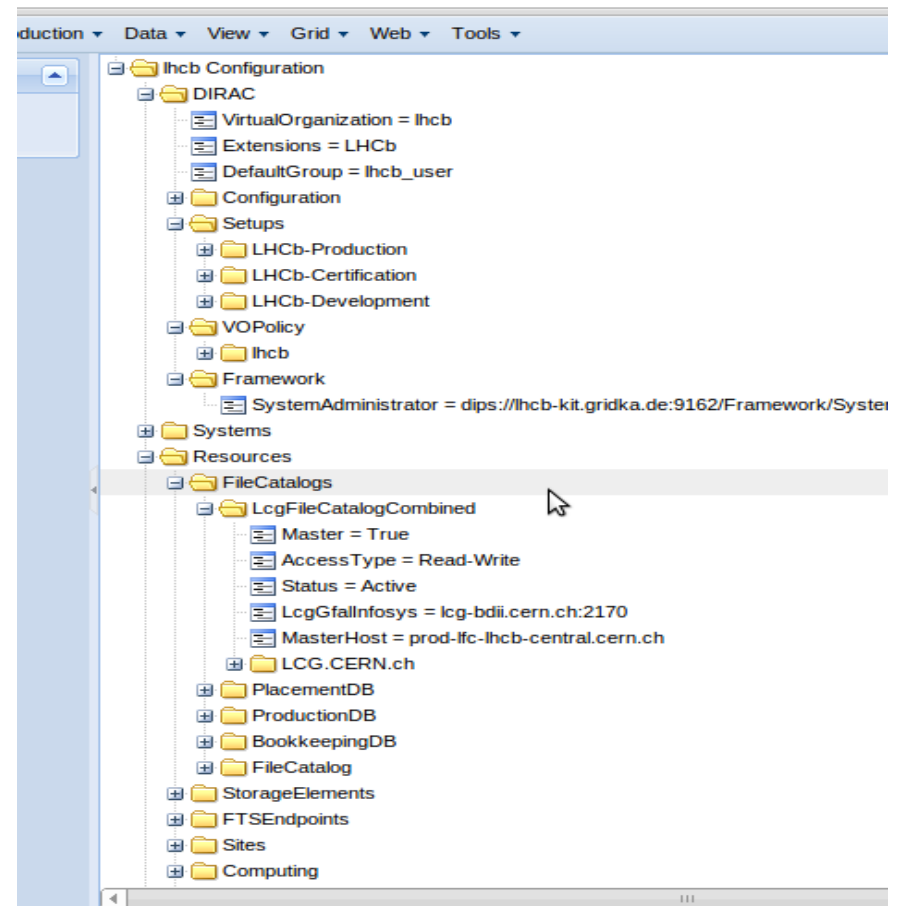 duction Data View Grid Web Tools
lhcb Configuration
DIRAC
VirtualOrganization = lhcb
Extensions = LHCb
DefaultGroup = lhcb_user
Configuration
Setups
LHCb-Production
LHCb-Certification
LHCb-Development
VOPolicy
lhcb
Framework
SystemAdministrator = dips://lhcb-kit.gridka.de:9162/Framework/System
Systems
Resources
FileCatalogs
LcgFileCatalogCombined
Master = True
AccessType = Read-Write
Status = Active
LcgGfalInfosys = lcg-bdii.cern.ch:2170
MasterHost = prod-lfc-lhcb-central.cern.ch
LCG.CERN.ch
PlacementDB
ProductionDB
BookkeepingDB
FileCatalog
StorageElements
FTSEndpoints
Sites
Computing